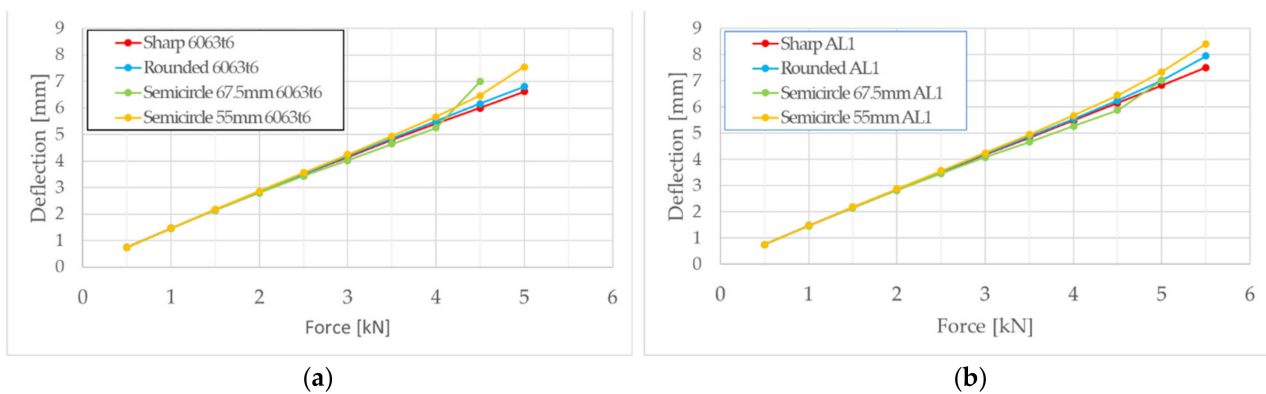 9
8
7
6
5
4
3
2
1
0
Deflection [mm]
Sharp 6063t6
Rounded 6063t6
Semicircle 67.5mm 6063t6
Semicircle 55mm 6063t6
0 1 2 3 4 5 6
Force [kN]
(a)
9
8
7
6
5
4
3
2
1
0
Deflection [mm]
Sharp AL1
Rounded AL1
Semicircle 67.5mm AL1
Semicircle 55mm AL1
0 1 2 3 4 5 6
Force [kN]
(b)